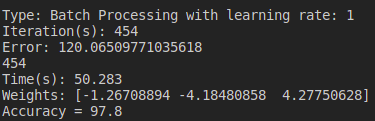 Type: Batch Processing with learning rate: 1
Iteration(s): 454
Error: 120.06509771035618
454
Time(s): 50.283
Weights: [-1.26708894 -4.18480858  4.27750628]
Accuracy = 97.8